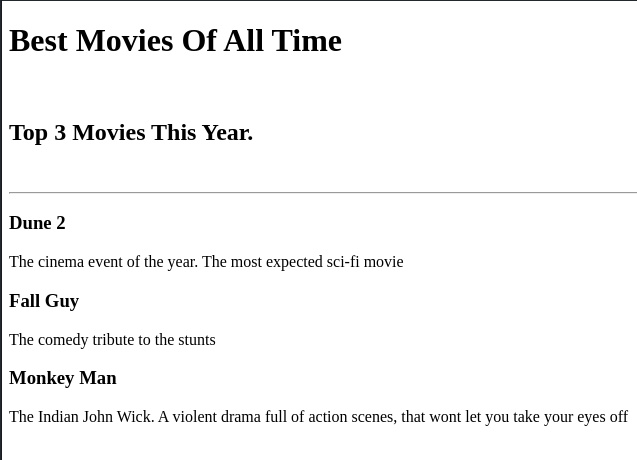 Best Movies Of All Time
Top 3 Movies This Year.
Dune 2
The cinema event of the year. The most expected sci-fi movie
Fall Guy
The comedy tribute to the stunts
Monkey Man
The Indian John Wick. A violent drama full of action scenes, that wont let you take your eyes off